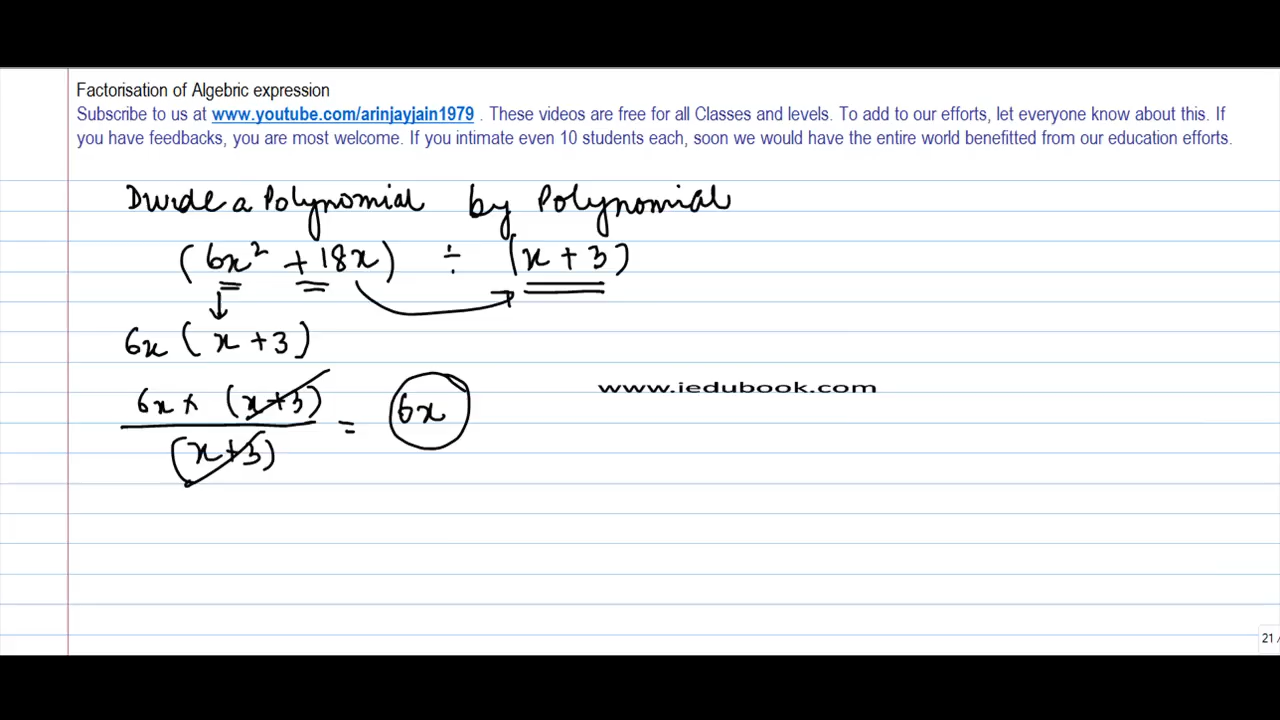 Factorisation of Algebric expression
Subscribe to us at www.youtube.com/arinjayjain1979 . These videos are free for all Classes and levels. To add to our efforts, let everyone know about this. If
you have feedbacks, you are most welcome. If you intimate even 10 students each, soon we would have the entire world benefitted from our education efforts.
Divide a Polynomial by Polynomial
(6x² + 18x) ÷ (x + 3)
6x (x + 3)
6x × (x+3)
= 6x
(x+3)
www.iedubook.com
21/